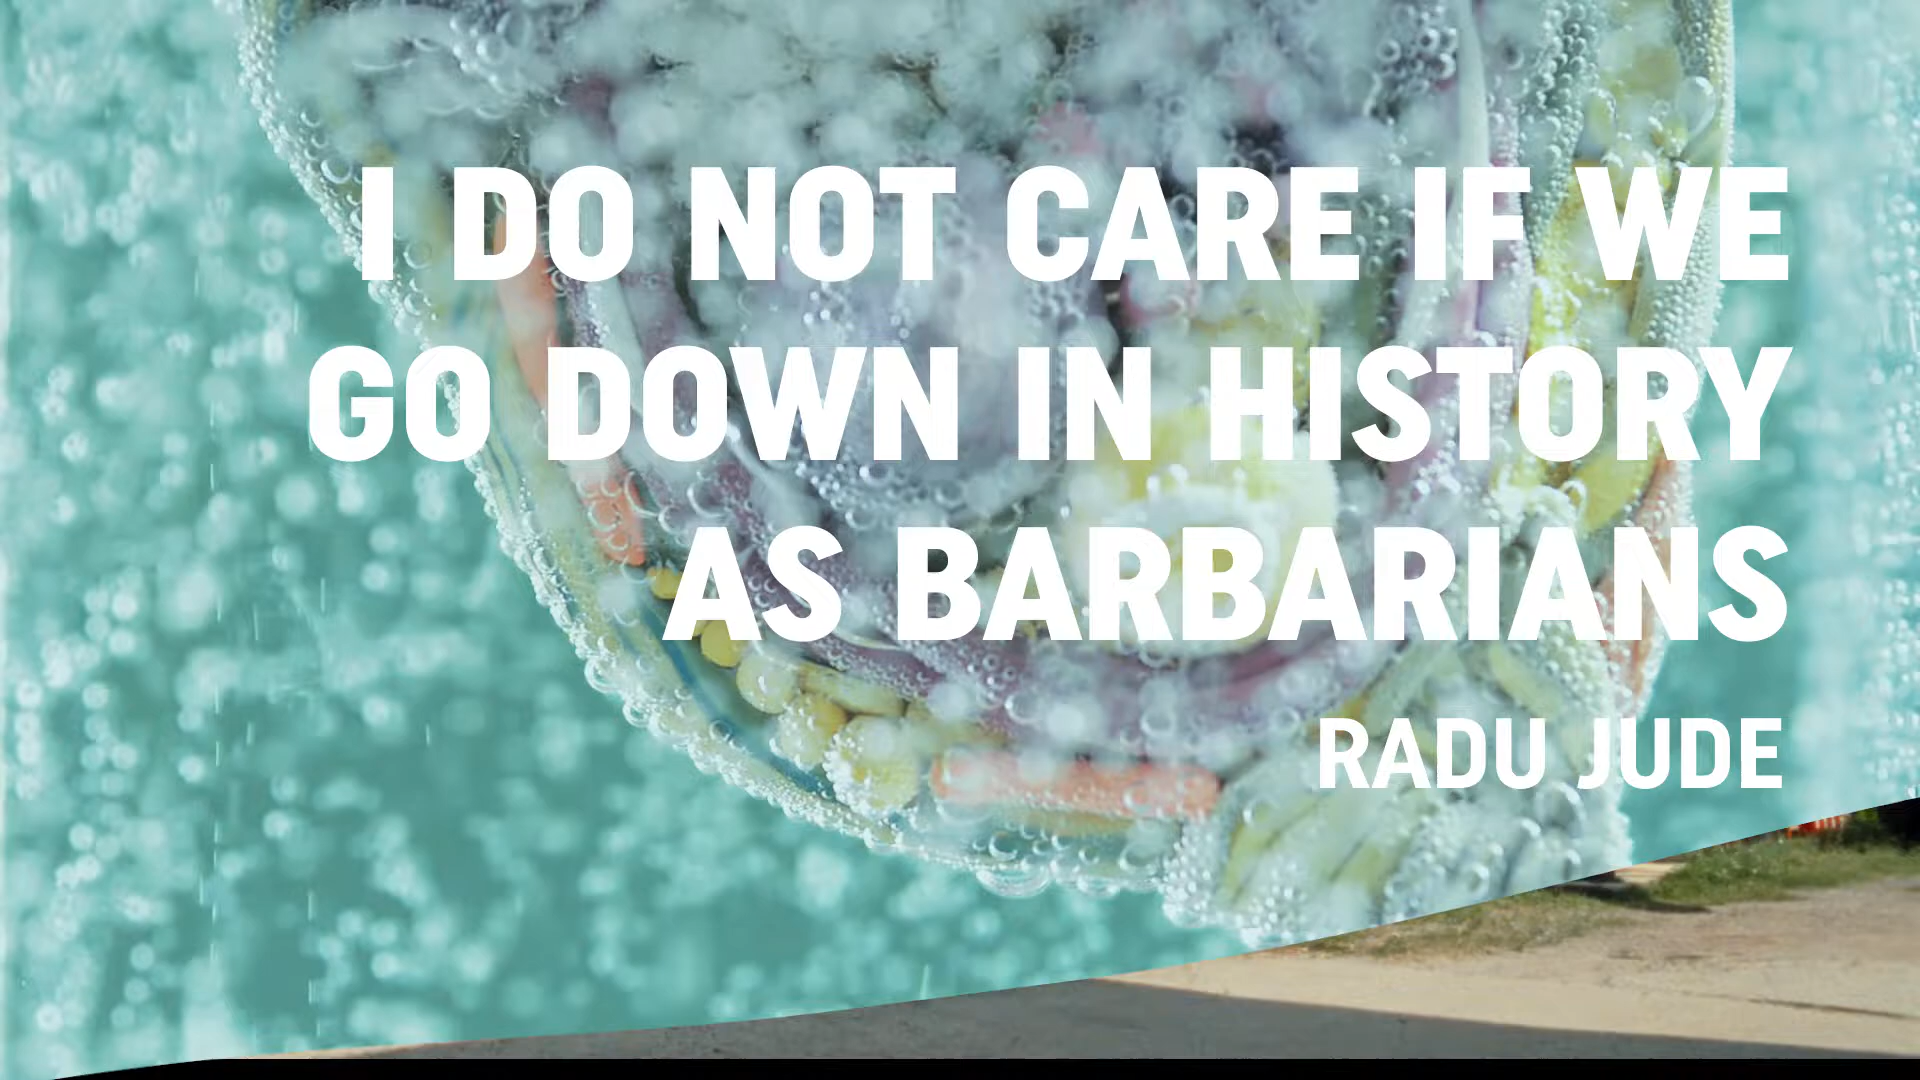 I DO NOT CARE IF WE
GO DOWN IN HISTORY
AS BARBARIANS
RADU JUDE